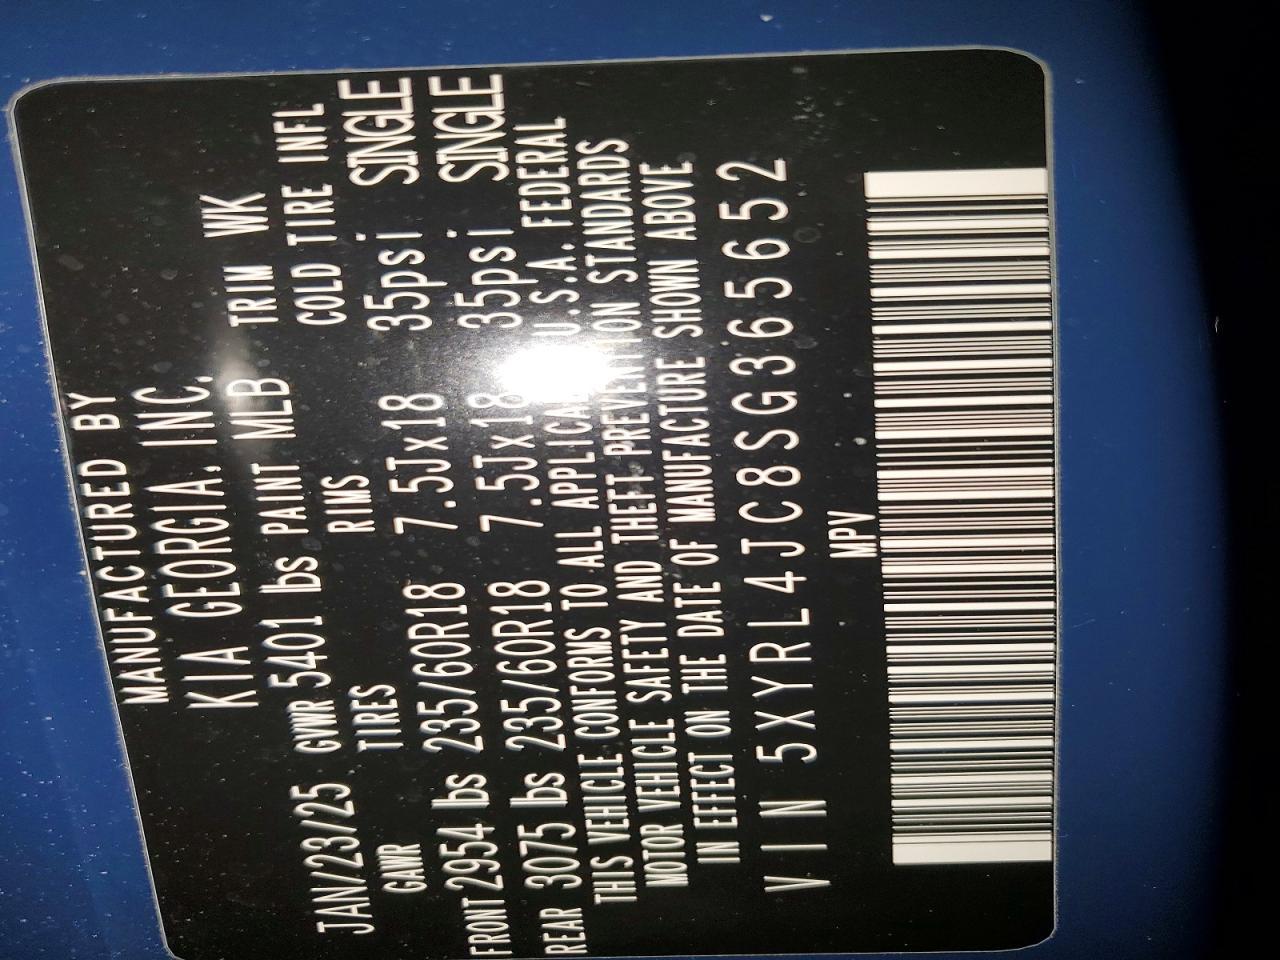 MANUFACTURED BY
KIA GEORGIA, INC.
JAN/23/25 GVWR 5401 lbs PAINT MLB TRIM WK
GAWR TIRES RIMS COLD TIRE INFL
FRONT 2954 lbs 235/60R18 7.5Jx18 35psi SINGLE
REAR 3075 lbs 235/60R18 7.5Jx18 35psi SINGLE
THIS VEHICLE CONFORMS TO ALL U.S.A. FEDERAL
MOTOR VEHICLE SAFETY AND THEFT PREVENTION STANDARDS
IN EFFECT ON THE DATE OF MANUFACTURE SHOWN ABOVE.
VIN 5XYRL4JC8SG365652
MPV